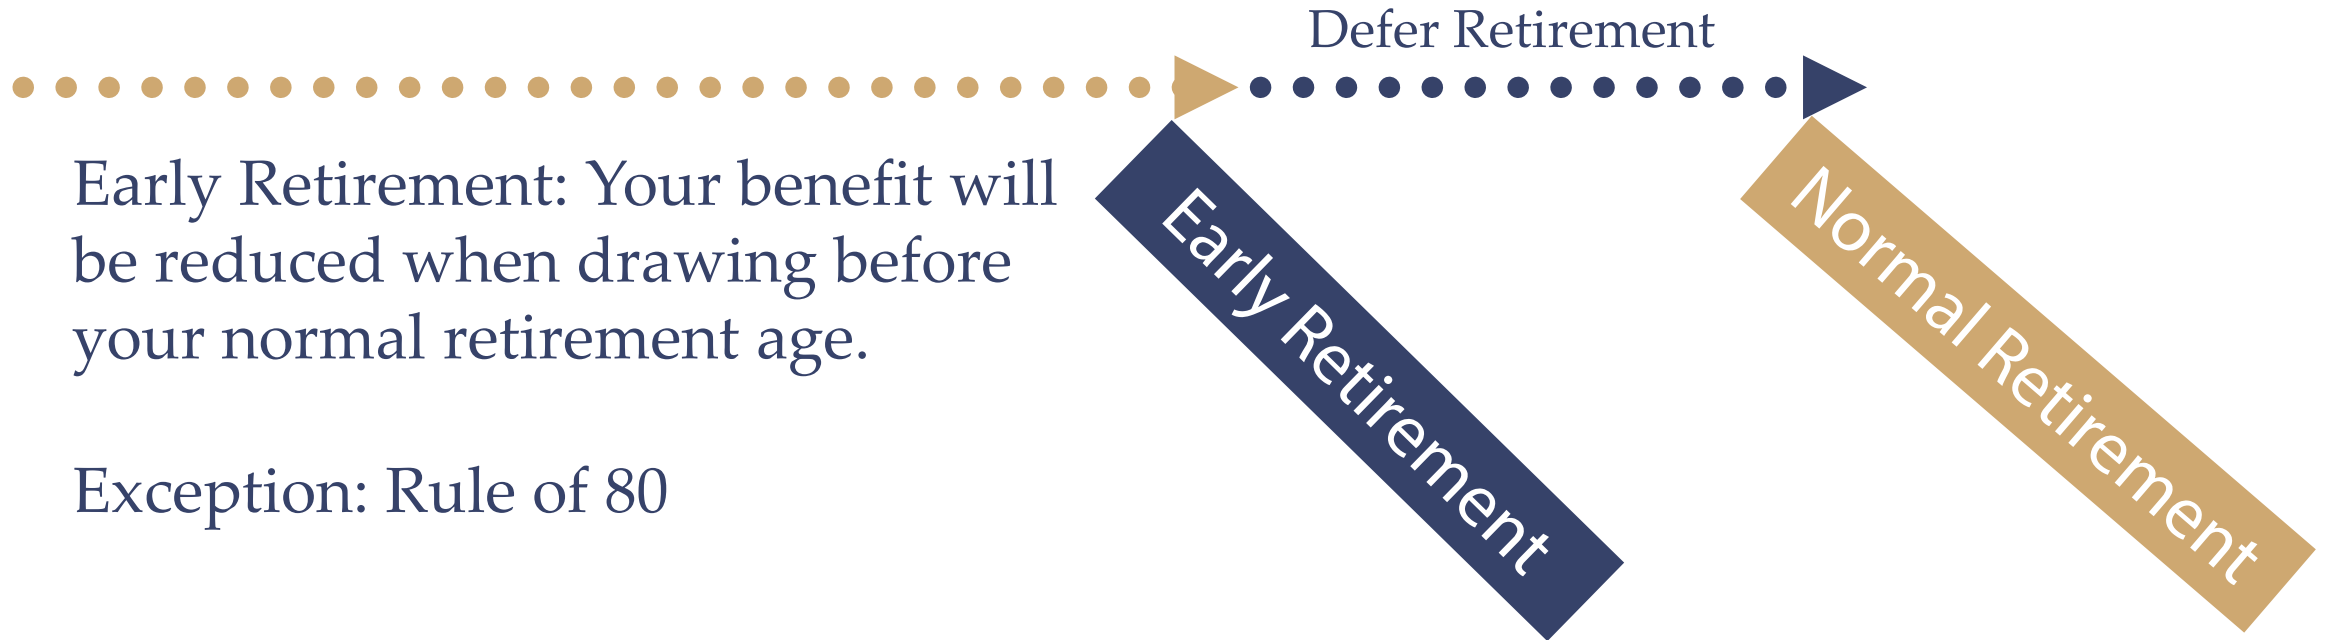 Defer Retirement
Early Retirement: Your benefit will
be reduced when drawing before
your normal retirement age.
Exception: Rule of 80
Early Retirement
Normal Retirement